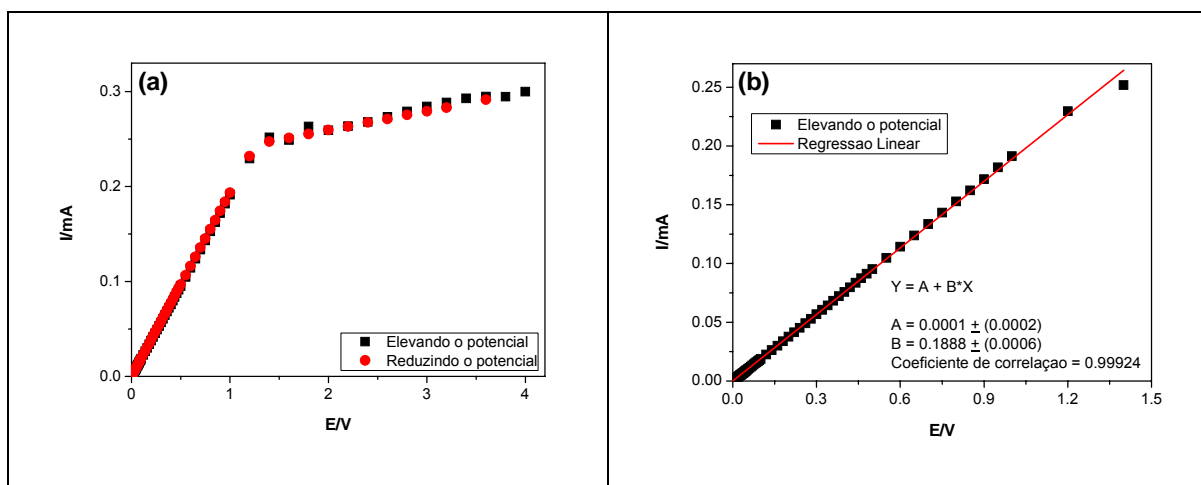 (a)
0.3
0.2
0.1
0.0
I/mA
Elevando o potencial
Reduzindo o potencial
0 1 2 3 4
E/V
(b)
0.25
0.20
0.15
0.10
0.05
0.00
I/mA
Elevando o potencial
Regressao Linear
Y = A + B*X
A = 0.0001 ± (0.0002)
B = 0.1888 ± (0.0006)
Coeficiente de correlaçao = 0.99924
0.0 0.3 0.6 0.9 1.2 1.5
E/V